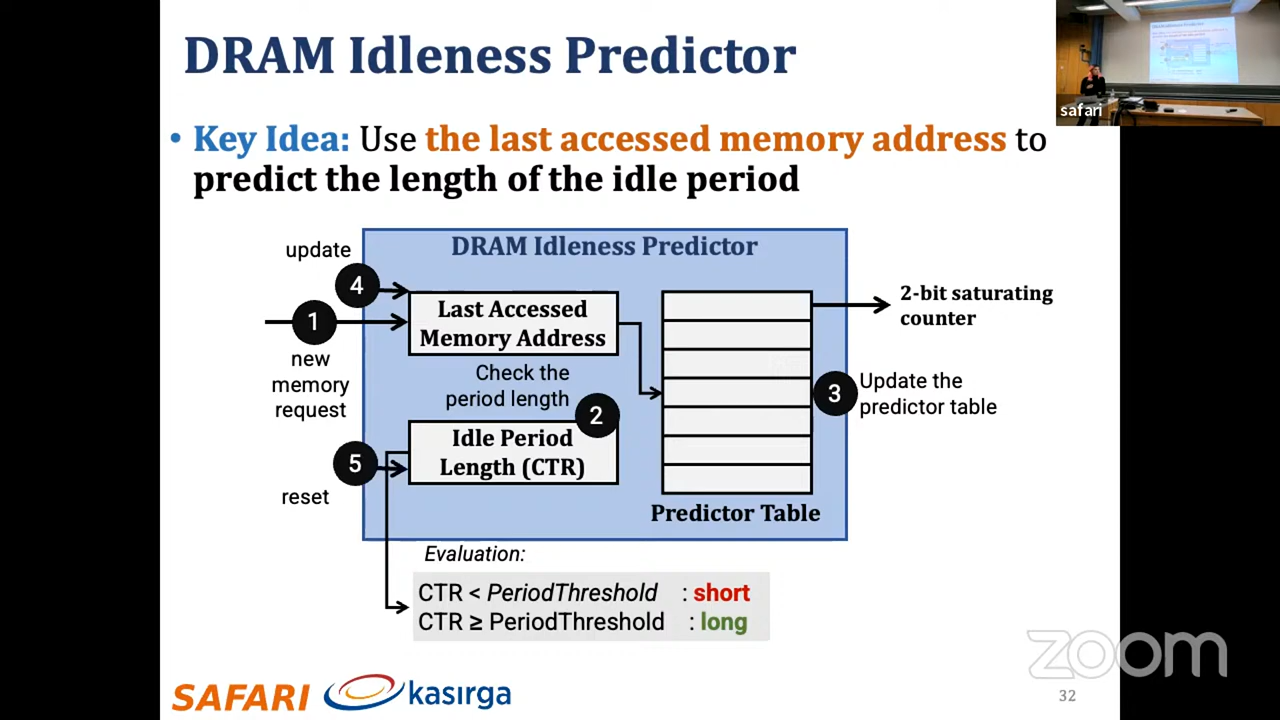 DRAM Idleness Predictor
safari
• Key Idea: Use the last accessed memory address to
predict the length of the idle period
DRAM Idleness Predictor
update
4
1
new
memory
request
Last Accessed
Memory Address
2-bit saturating
counter
Check the
period length
2
3
Update the
predictor table
Idle Period
Length (CTR)
5
reset
Predictor Table
Evaluation:
CTR < PeriodThreshold : short
CTR ≥ PeriodThreshold : long
zoom
SAFARI
kasırga
32